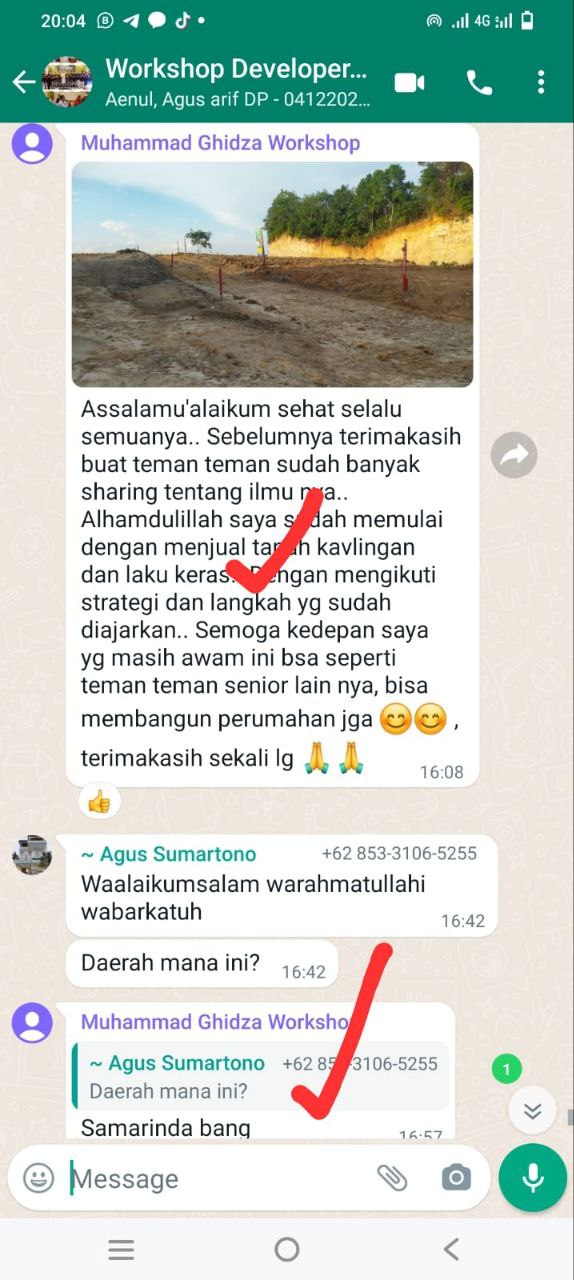 20:04
4G
Workshop Developer...
Aenul, Agus arif DP - 0412202...
Muhammad Ghidza Workshop
Assalamu'alaikum sehat selalu
semuanya.. Sebelumnya terimakasih
buat teman teman sudah banyak
sharing tentang ilmu nya..
Alhamdulillah saya sudah memulai
dengan menjual tanah kavlingan
dan laku keras.. Dengan mengikuti
strategi dan langkah yg sudah
diajarkan.. Semoga kedepan saya
yg masih awam ini bsa seperti
teman teman senior lain nya, bisa
membangun perumahan jga 😊😊 ,
terimakasih sekali lg 🙏 🙏
16:08
~ Agus Sumartono +62 853-3106-5255
Waalaikumsalam warahmatullahi
wabarkatuh
16:42
Daerah mana ini? 16:42
Muhammad Ghidza Workshop
~ Agus Sumartono +62 853-3106-5255
Daerah mana ini?
Samarinda bang
16:57
1
Message